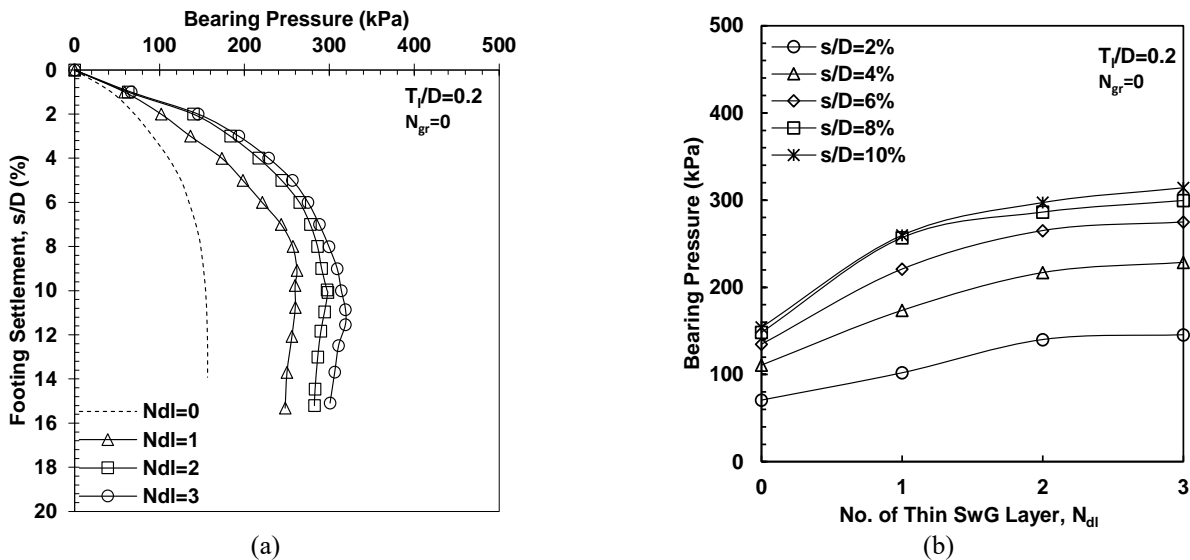 Bearing Pressure (kPa)
0 100 200 300 400 500
0
2
4
6
8
10
12
14
16
18
20
Footing Settlement, s/D (%)
Tl/D=0.2
Ngr=0
Ndl=0
Ndl=1
Ndl=2
Ndl=3
(a)
500
400
300
200
100
0
Bearing Pressure (kPa)
s/D=2%
s/D=4%
s/D=6%
s/D=8%
s/D=10%
Tl/D=0.2
Ngr=0
0 1 2 3
No. of Thin SwG Layer, Ndl
(b)